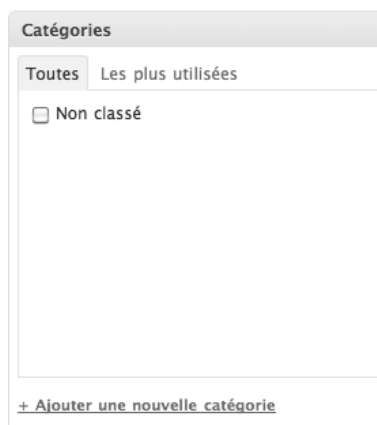 Catégories
Toutes Les plus utilisées
Non classé
+ Ajouter une nouvelle catégorie